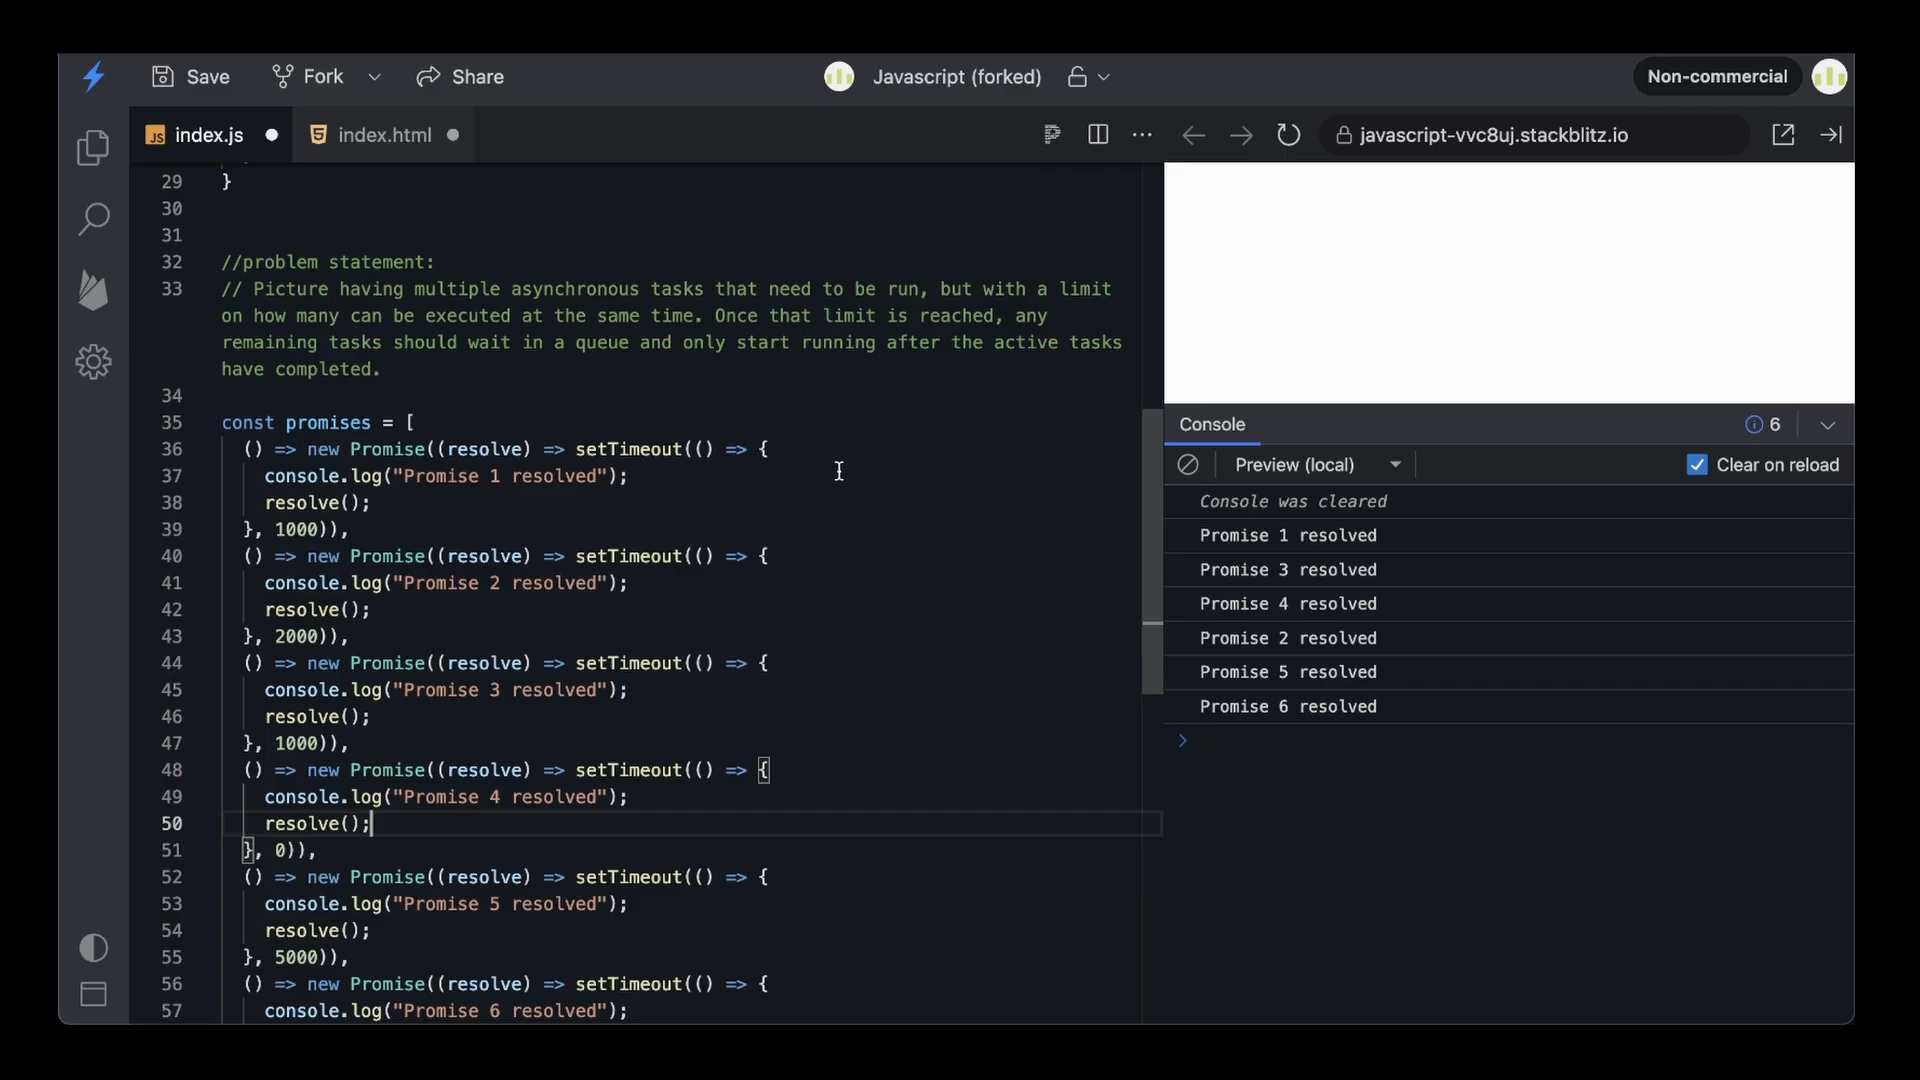 Save
Fork
Share
Javascript (forked)
Non-commercial
JS index.js
5 index.html
javascript-vvc8uj.stackblitz.io
29 }
30
31
32 //problem statement:
33 // Picture having multiple asynchronous tasks that need to be run, but with a limit
on how many can be executed at the same time. Once that limit is reached, any
remaining tasks should wait in a queue and only start running after the active tasks
have completed.
34
35 const promises = [
36 () => new Promise((resolve) => setTimeout(() => {
37 console.log("Promise 1 resolved");
38 resolve();
39 }, 1000)),
40 () => new Promise((resolve) => setTimeout(() => {
41 console.log("Promise 2 resolved");
42 resolve();
43 }, 2000)),
44 () => new Promise((resolve) => setTimeout(() => {
45 console.log("Promise 3 resolved");
46 resolve();
47 }, 1000)),
48 () => new Promise((resolve) => setTimeout(() => {
49 console.log("Promise 4 resolved");
50 resolve();
51 }, 0)),
52 () => new Promise((resolve) => setTimeout(() => {
53 console.log("Promise 5 resolved");
54 resolve();
55 }, 5000)),
56 () => new Promise((resolve) => setTimeout(() => {
57 console.log("Promise 6 resolved");
Console
6
Preview (local)
Clear on reload
Console was cleared
Promise 1 resolved
Promise 3 resolved
Promise 4 resolved
Promise 2 resolved
Promise 5 resolved
Promise 6 resolved
>